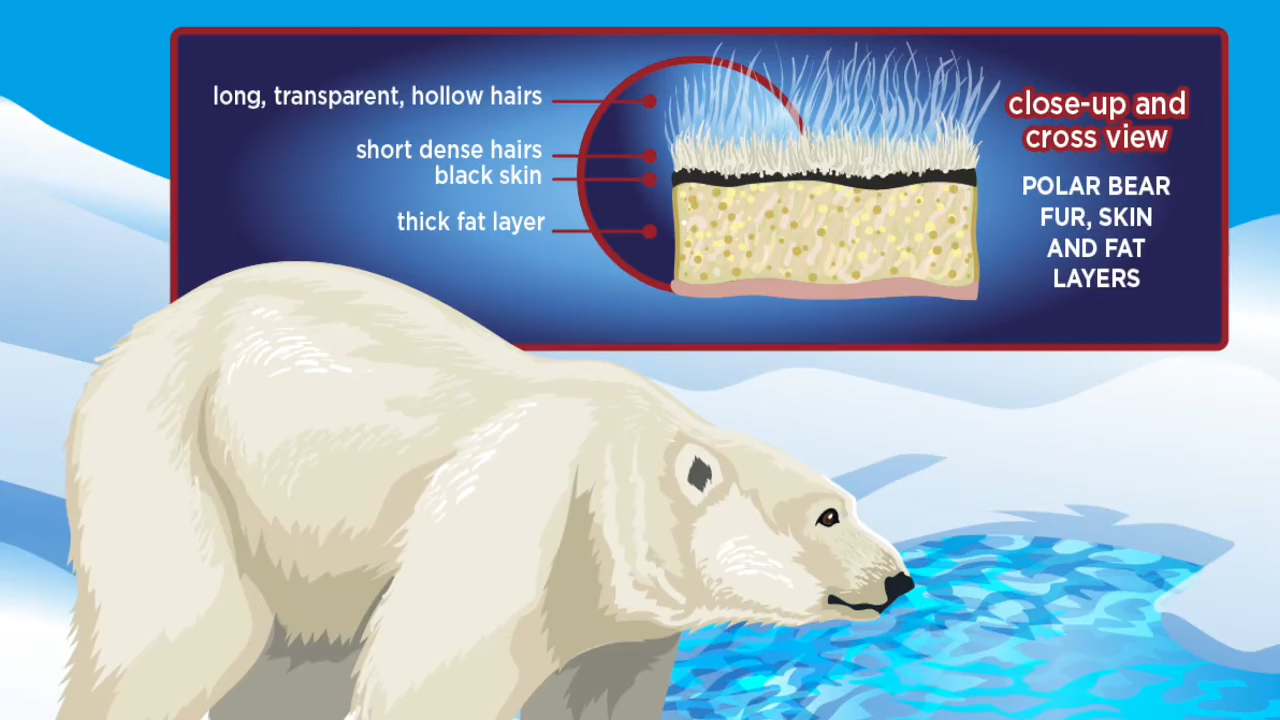 long, transparent, hollow hairs
short dense hairs
black skin
thick fat layer
close-up and
cross view
POLAR BEAR
FUR, SKIN
AND FAT
LAYERS